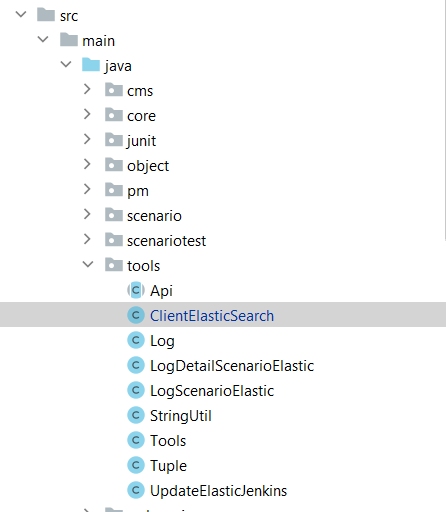 src
main
java
cms
core
junit
object
pm
scenario
scenariotest
tools
Api
ClientElasticSearch
Log
LogDetailScenarioElastic
LogScenarioElastic
StringUtil
Tools
Tuple
UpdateElasticJenkins